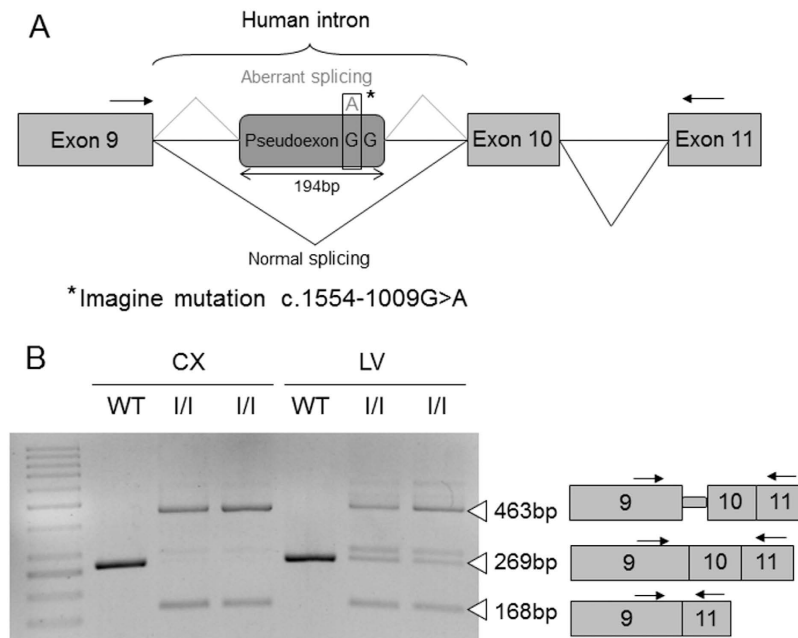 A
Human intron
Aberrant splicing
A *
Exon 9
Pseudoexon G G
Exon 10
Exon 11
194bp
Normal splicing
*Imagine mutation c.1554-1009G>A
B
CX LV
WT I/I I/I WT I/I I/I
463bp
9 10 11
269bp
9 10 11
168bp
9 11